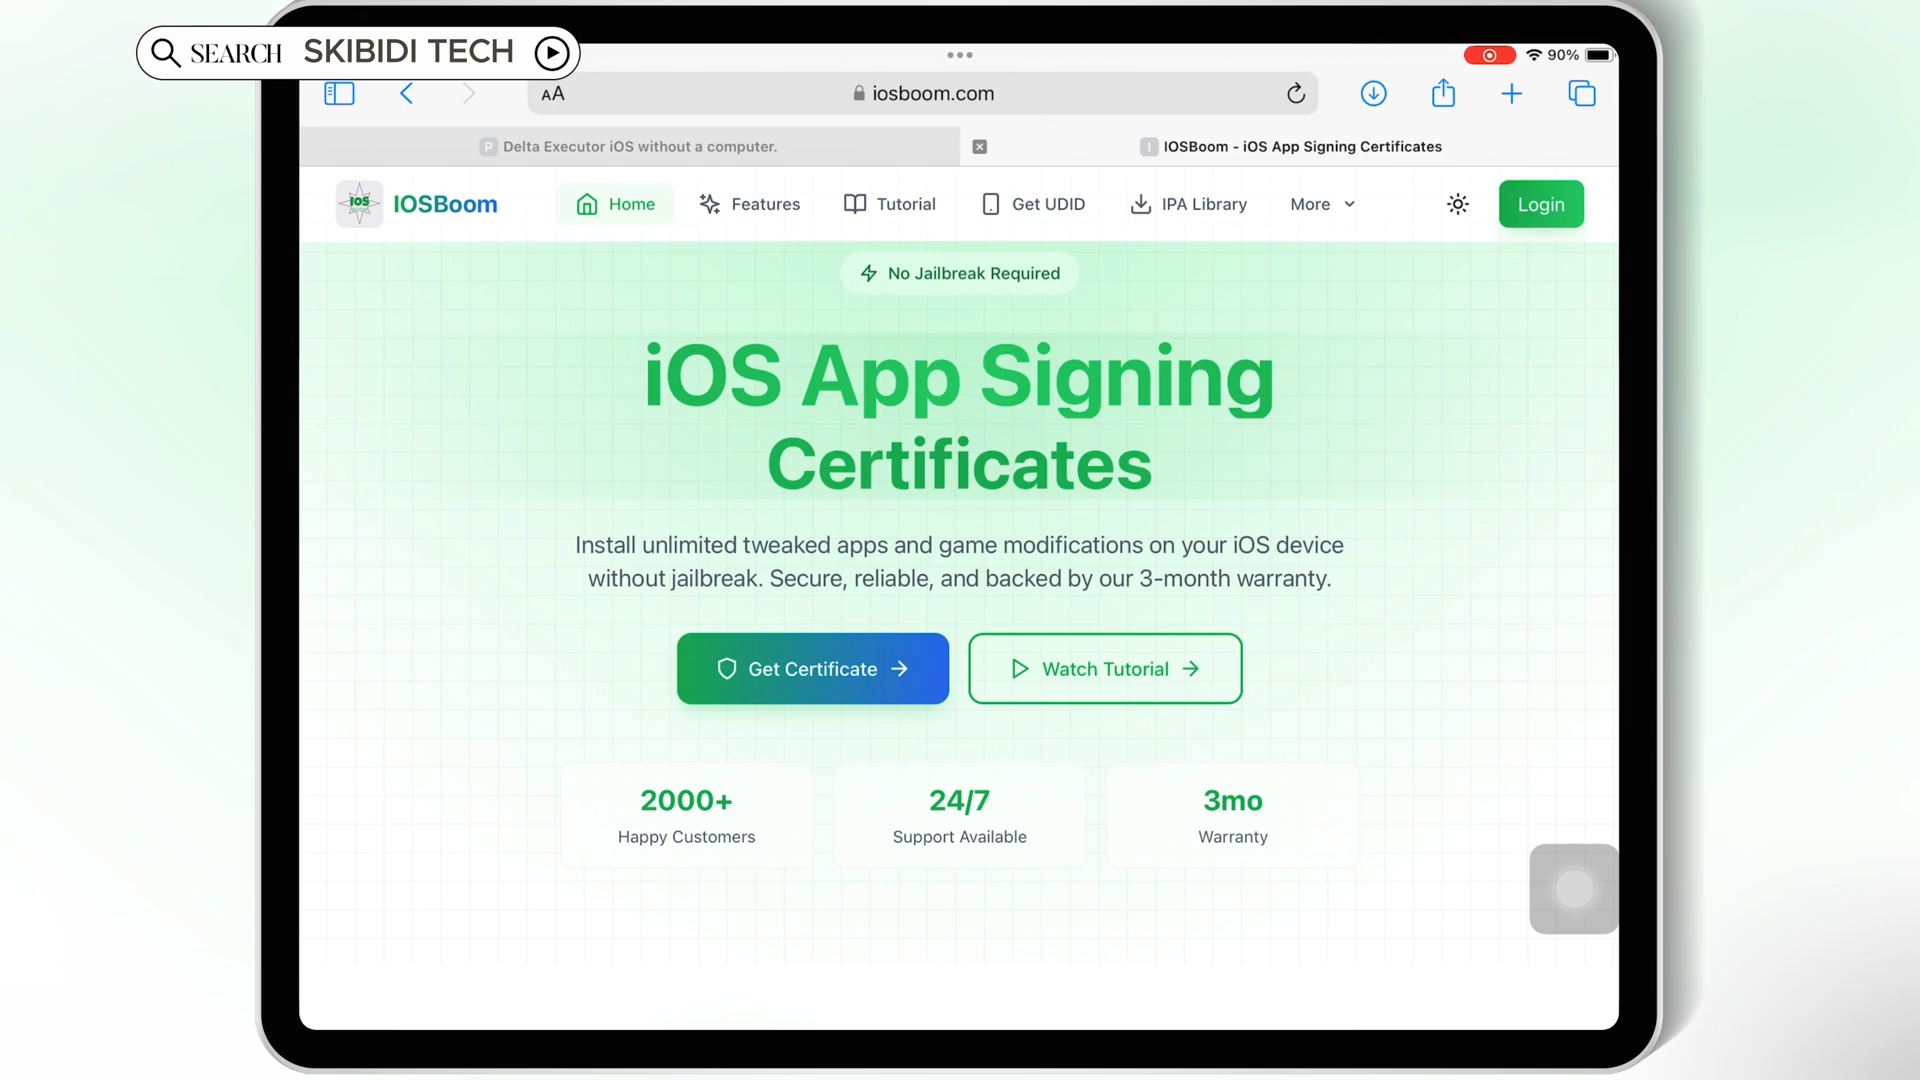 SEARCH SKIBIDI TECH
90%
AA iosboom.com
P Delta Executor iOS without a computer.
I IOSBoom - iOS App Signing Certificates
iOS IOSBoom Home Features Tutorial Get UDID IPA Library More Login
No Jailbreak Required
iOS App Signing
Certificates
Install unlimited tweaked apps and game modifications on your iOS device
without jailbreak. Secure, reliable, and backed by our 3-month warranty.
Get Certificate → Watch Tutorial →
2000+ 24/7 3mo
Happy Customers Support Available Warranty